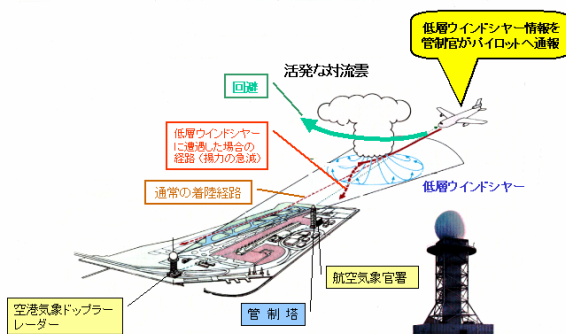 低層ウインドシヤー情報を
管制官がパイロットへ通報
活発な対流雲
回避
低層ウインドシヤー
に遭遇した場合の
経路（揚力の急減）
通常の着陸経路
低層ウインドシヤー
航空気象官署
管制塔
空港気象ドップラー
レーダー